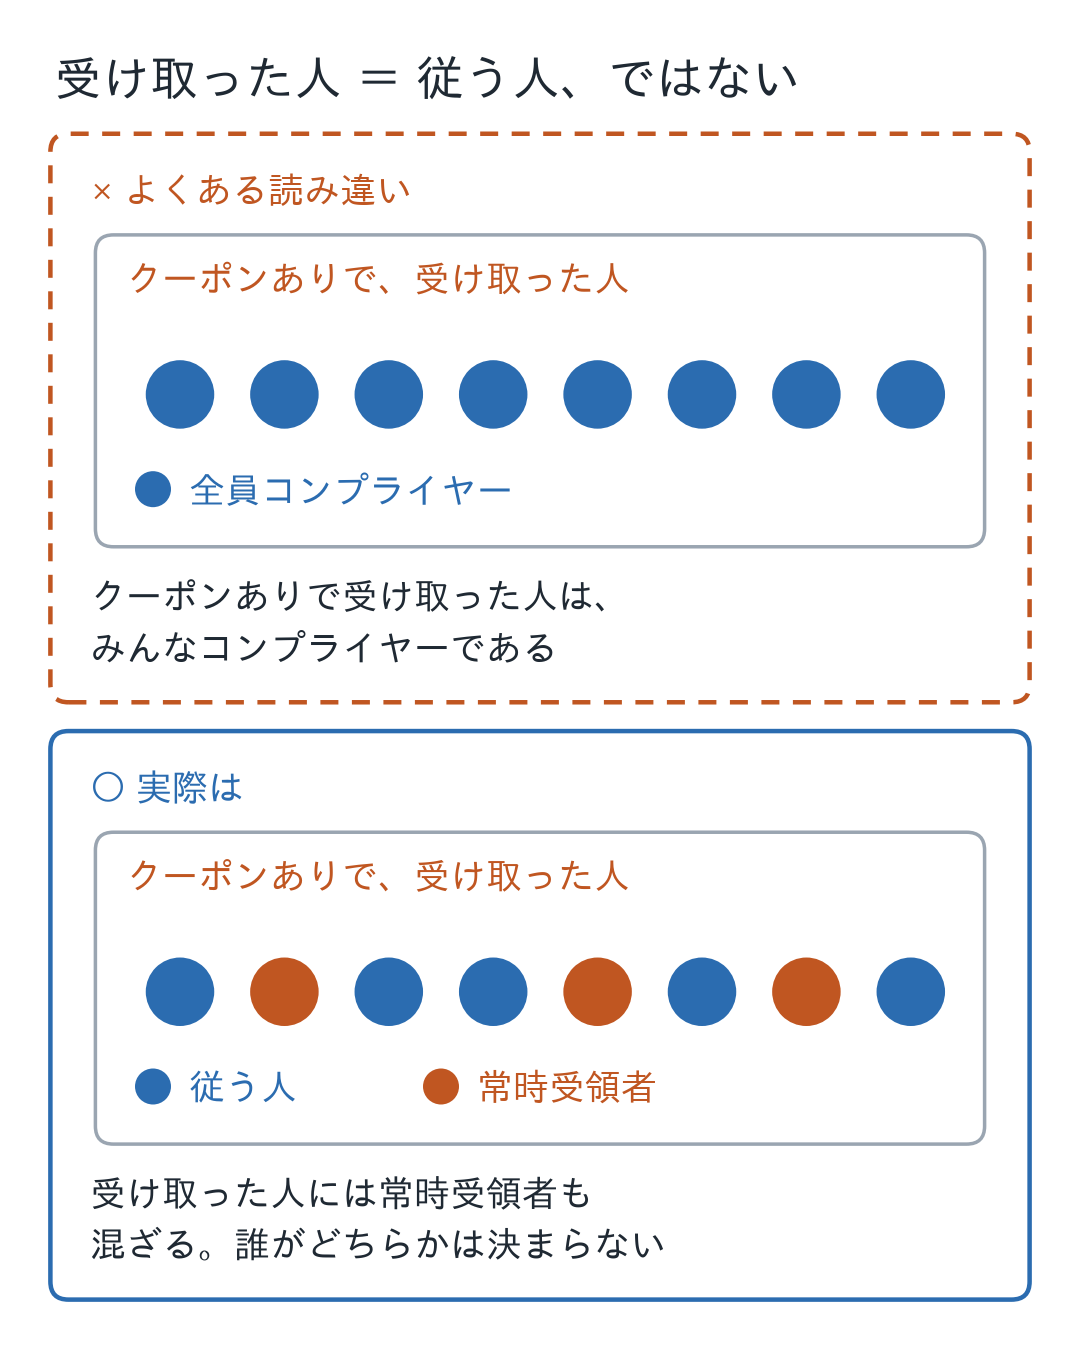 受け取った人 ＝ 従う人、ではない
× よくある読み違い
クーポンありで、受け取った人
全員コンプライヤー
クーポンありで受け取った人は、
みんなコンプライヤーである
○ 実際は
クーポンありで、受け取った人
従う人
常時受領者
受け取った人には常時受領者も
混ざる。誰がどちらかは決まらない